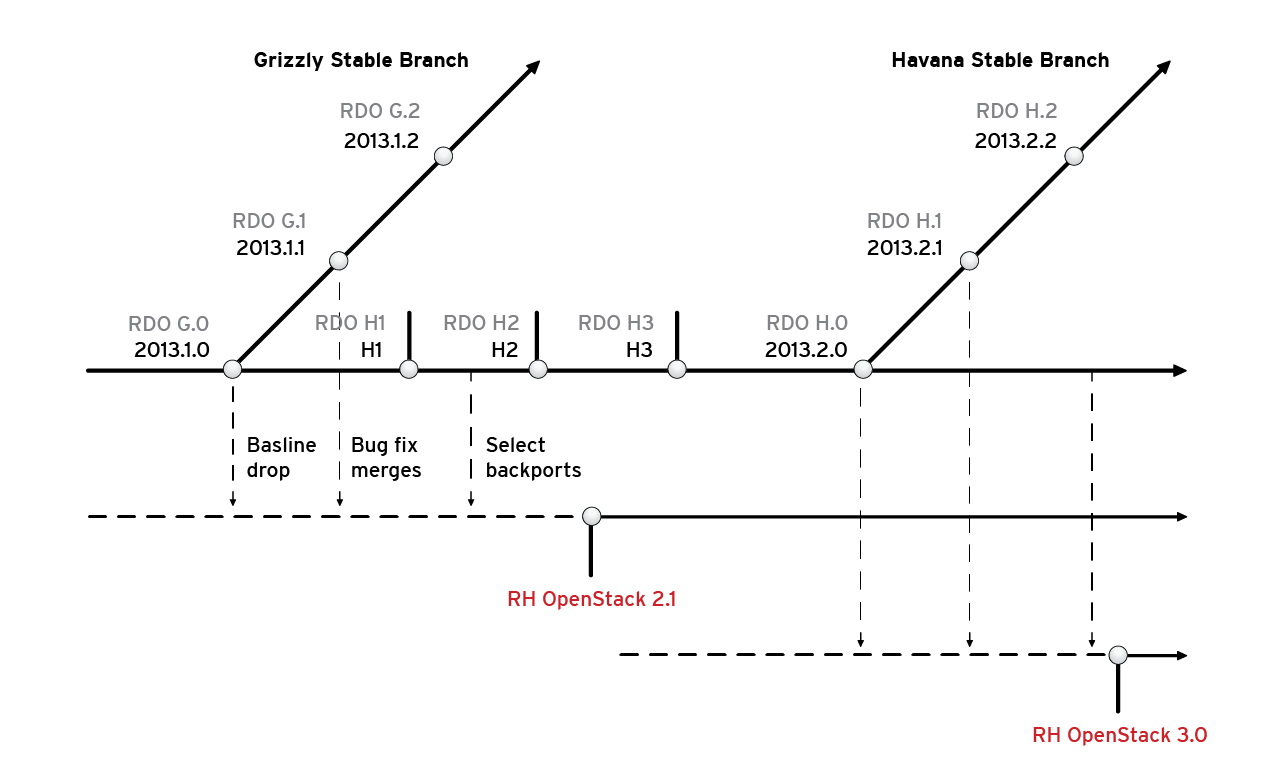 Grizzly Stable Branch
Havana Stable Branch
RDO G.2
2013.1.2
RDO H.2
2013.2.2
RDO G.1
2013.1.1
RDO H.1
2013.2.1
RDO G.0
2013.1.0
RDO H1
H1
RDO H2
H2
RDO H3
H3
RDO H.0
2013.2.0
Basline
drop
Bug fix
merges
Select
backports
RH OpenStack 2.1
RH OpenStack 3.0